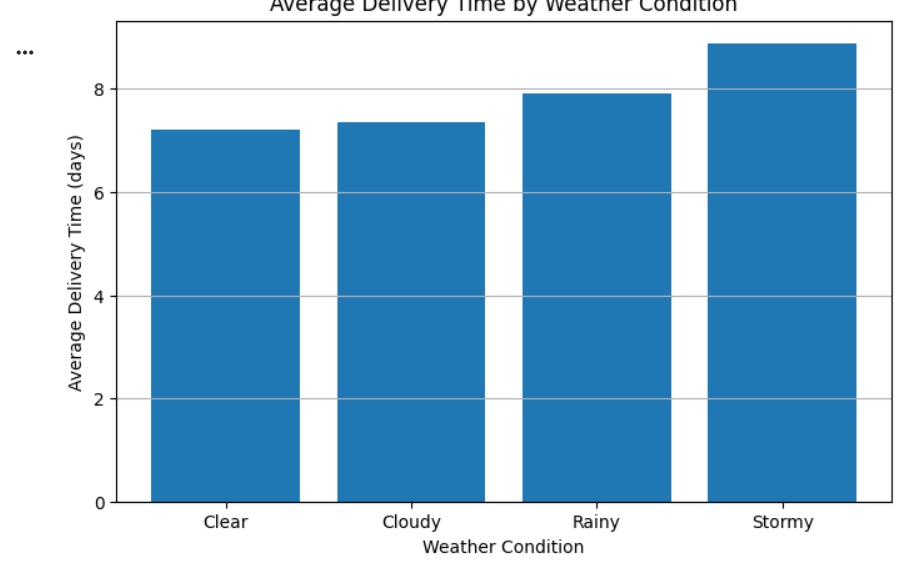 Average Delivery Time by Weather Condition
...
8
6
4
2
0
Average Delivery Time (days)
Clear Cloudy Rainy Stormy
Weather Condition